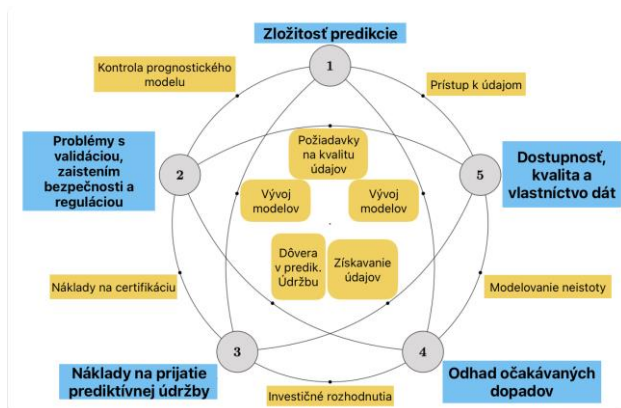 Zložitosť predikcie
1
Kontrola prognostického
modelu
Prístup k údajom
Problémy s
validáciou,
zaistením
bezpečnosti a
reguláciou
2
Požiadavky
na kvalitu
údajov
Vývoj
modelov
Vývoj
modelov
5
Dostupnosť,
kvalita a
vlastníctvo dát
Dôvera
v predik.
Údržbu
Získavanie
údajov
Náklady na certifikáciu
Modelovanie neistoty
Náklady na prijatie
prediktívnej údržby
3
4
Odhad očakávaných
dopadov
Investičné rozhodnutia